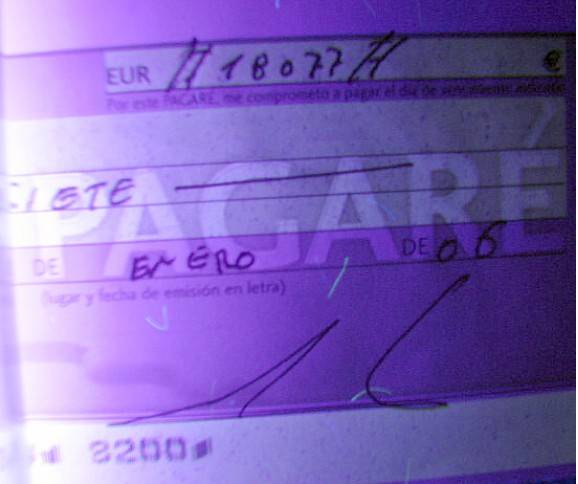 EUR // 18077 // €
Por este PAGARÉ, me comprometo a pagar el día de vencimiento indicado
PAGARÉ
SIETE
DE ENERO DE 06
(lugar y fecha de emisión en letra)
8200